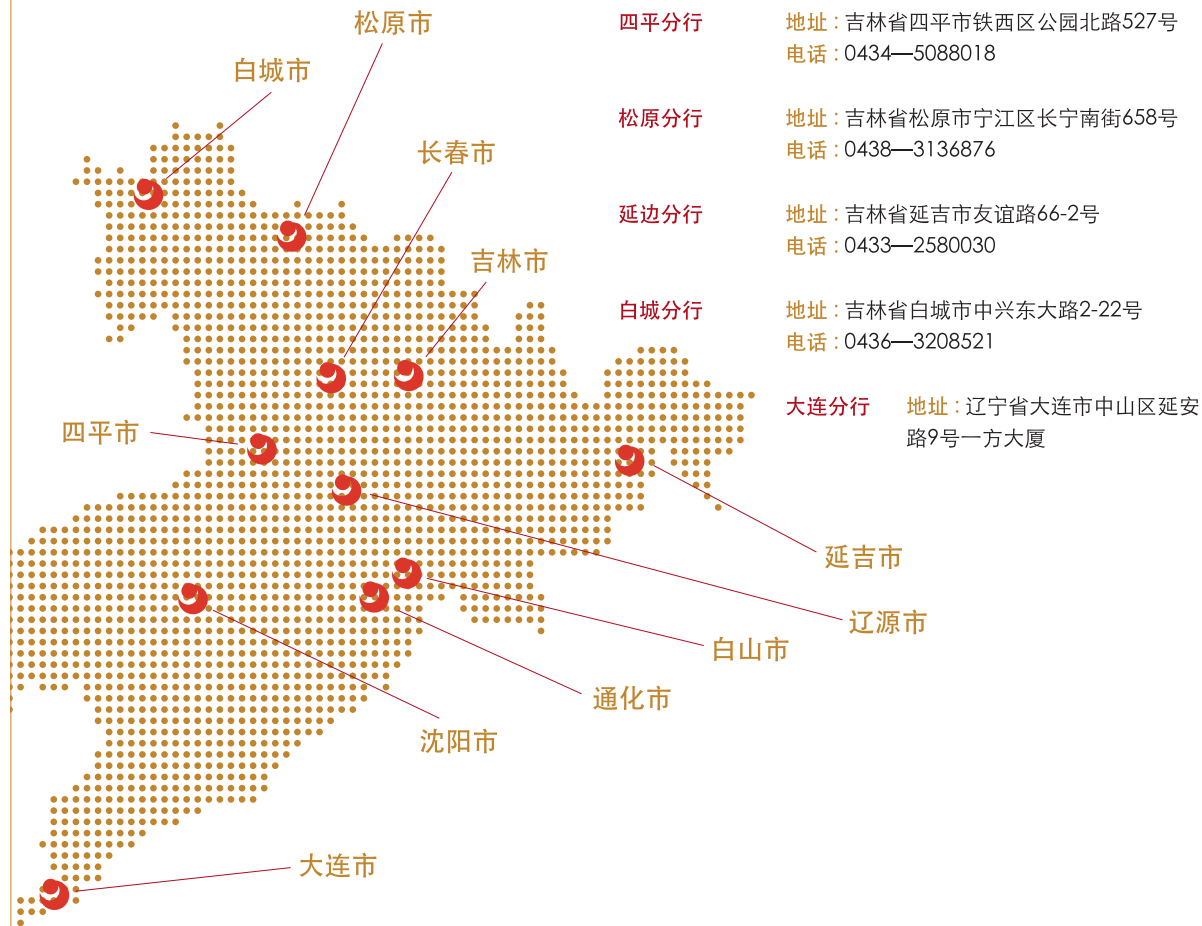 松原市
白城市
长春市
吉林市
四平市
延吉市
辽源市
白山市
通化市
沈阳市
大连市
四平分行 地址：吉林省四平市铁西区公园北路527号
电话：0434—5088018
松原分行 地址：吉林省松原市宁江区长宁南街658号
电话：0438—3136876
延边分行 地址：吉林省延吉市友谊路66-2号
电话：0433—2580030
白城分行 地址：吉林省白城市中兴东大路2-22号
电话：0436—3208521
大连分行 地址：辽宁省大连市中山区延安
路9号一方大厦